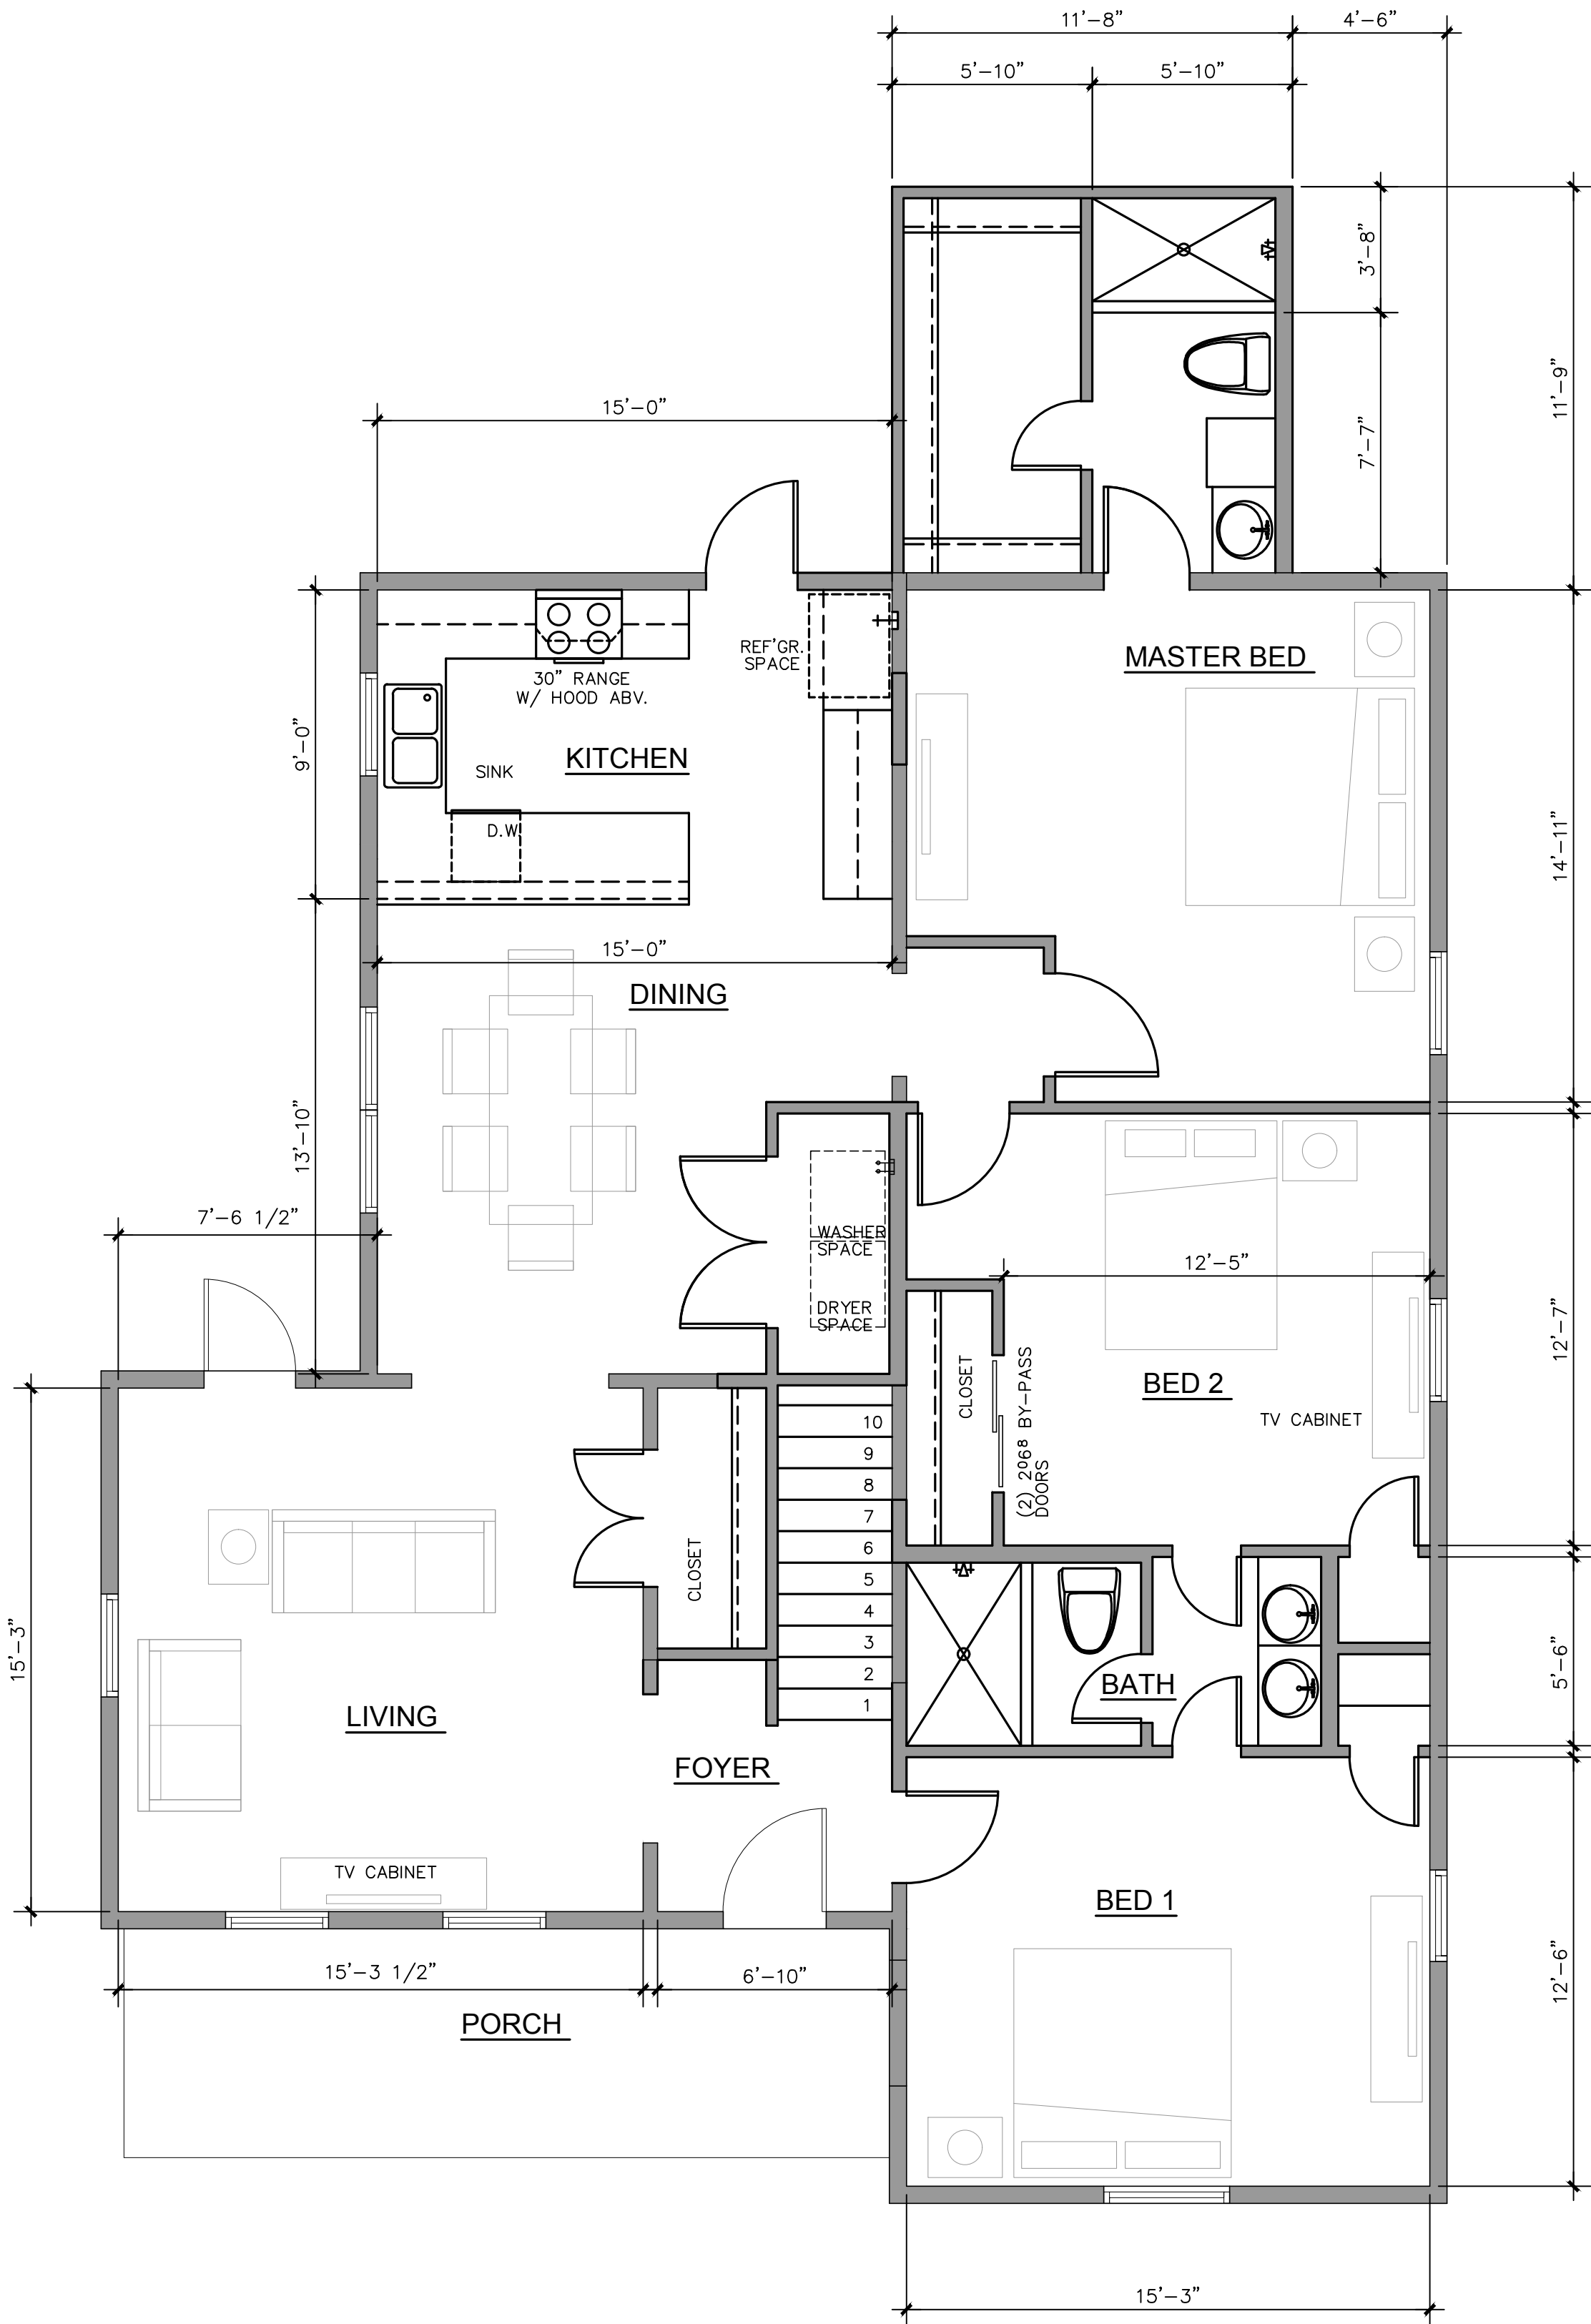 11'-8"
4'-6"
5'-10"
5'-10"
3'-8"
11'-9"
15'-0"
7'-7"
REF'GR.
SPACE
MASTER BED
30" RANGE
W/ HOOD ABV.
9'-0"
KITCHEN
SINK
D.W.
14'-11"
15'-0"
DINING
13'-10"
7'-6 1/2"
WASHER
SPACE
12'-5"
DRYER
SPACE
12'-7"
CLOSET
(2) 2068 BY-PASS
DOORS
BED 2
TV CABINET
10
9
8
7
6
5
4
3
2
1
CLOSET
15'-3"
5'-6"
BATH
LIVING
FOYER
TV CABINET
BED 1
15'-3 1/2"
6'-10"
12'-6"
PORCH
15'-3"